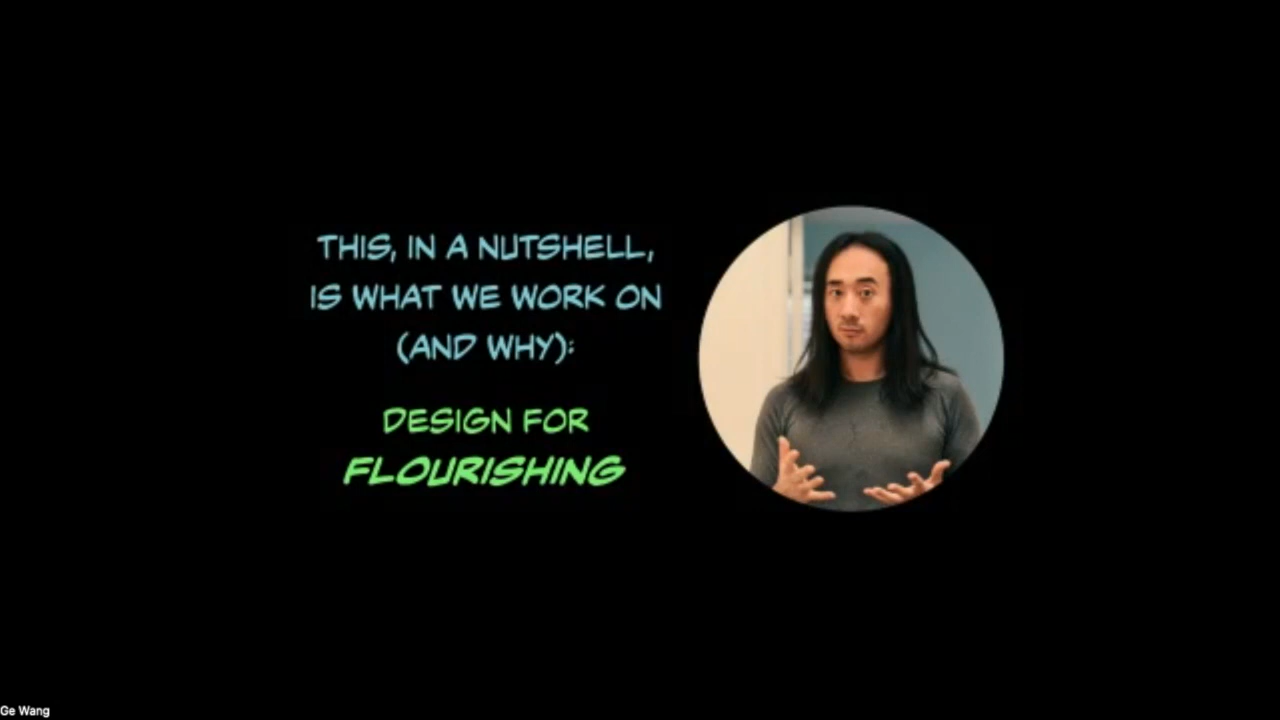 THIS, IN A NUTSHELL,
IS WHAT WE WORK ON
(AND WHY):
DESIGN FOR
FLOURISHING
Ge Wang